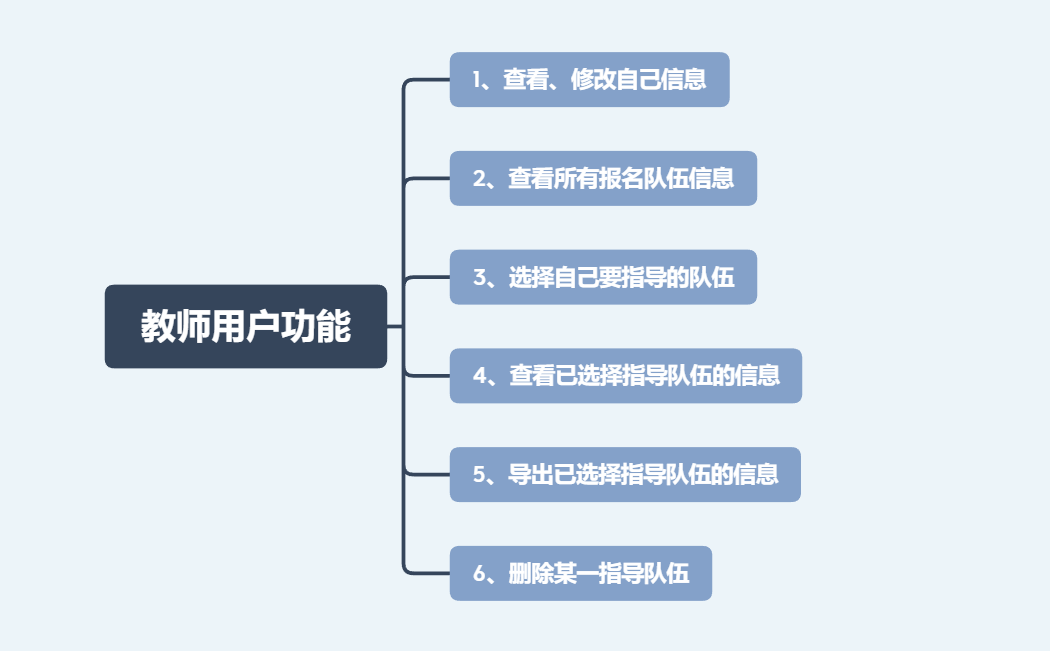 教师用户功能
1、查看、修改自己信息
2、查看所有报名队伍信息
3、选择自己要指导的队伍
4、查看已选择指导队伍的信息
5、导出已选择指导队伍的信息
6、删除某一指导队伍